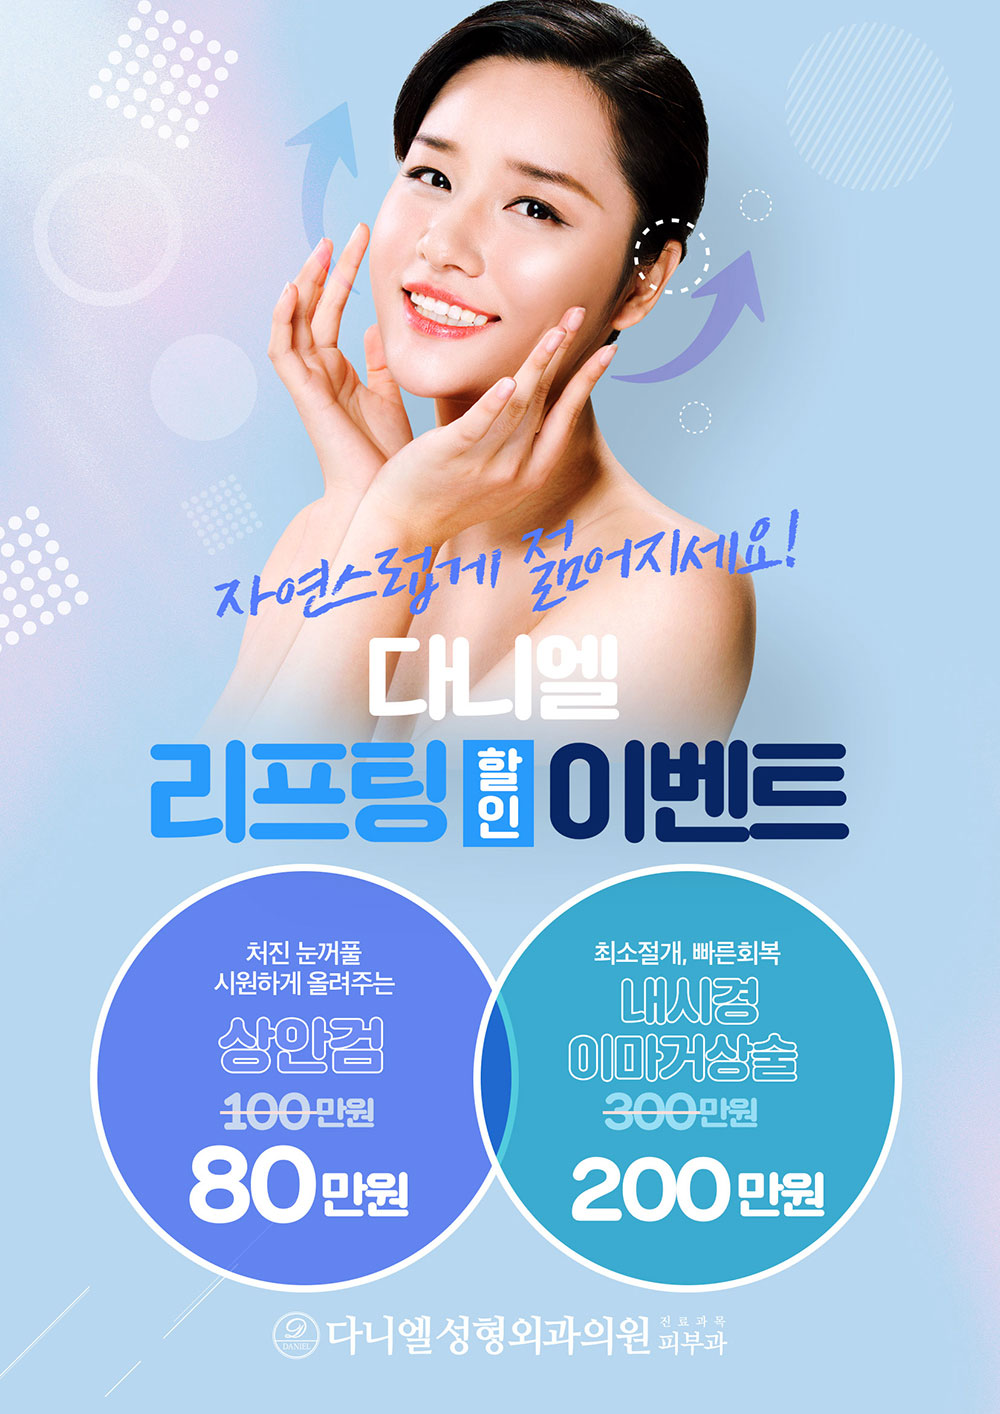 자연스럽게 젊어지세요!
다니엘
리프팅 할인 이벤트
처진 눈꺼풀
시원하게 올려주는
상안검
100만원
80만원
최소절개, 빠른회복
내시경
이마거상술
300만원
200만원
DANIEL 다니엘성형외과의원 진료과목 피부과